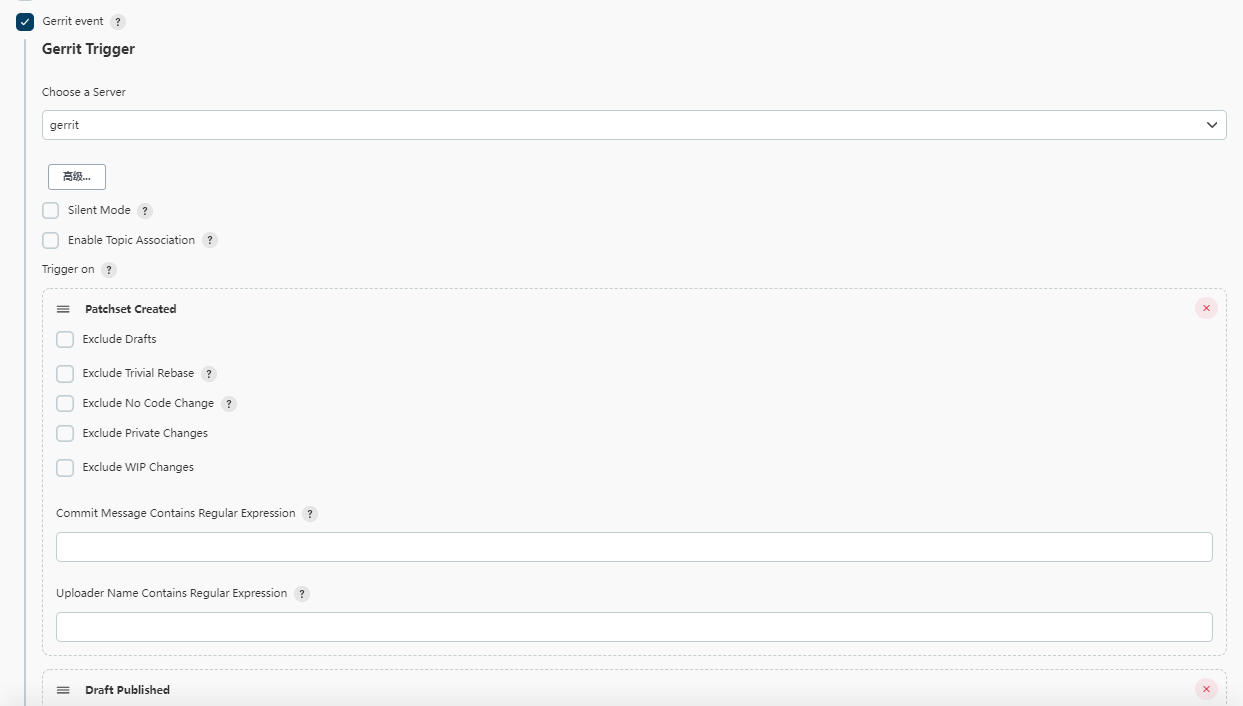 Gerrit event ?
Gerrit Trigger
Choose a Server
gerrit
高级...
Silent Mode ?
Enable Topic Association ?
Trigger on ?
Patchset Created
Exclude Drafts
Exclude Trivial Rebase ?
Exclude No Code Change ?
Exclude Private Changes
Exclude WIP Changes
Commit Message Contains Regular Expression ?
Uploader Name Contains Regular Expression ?
Draft Published